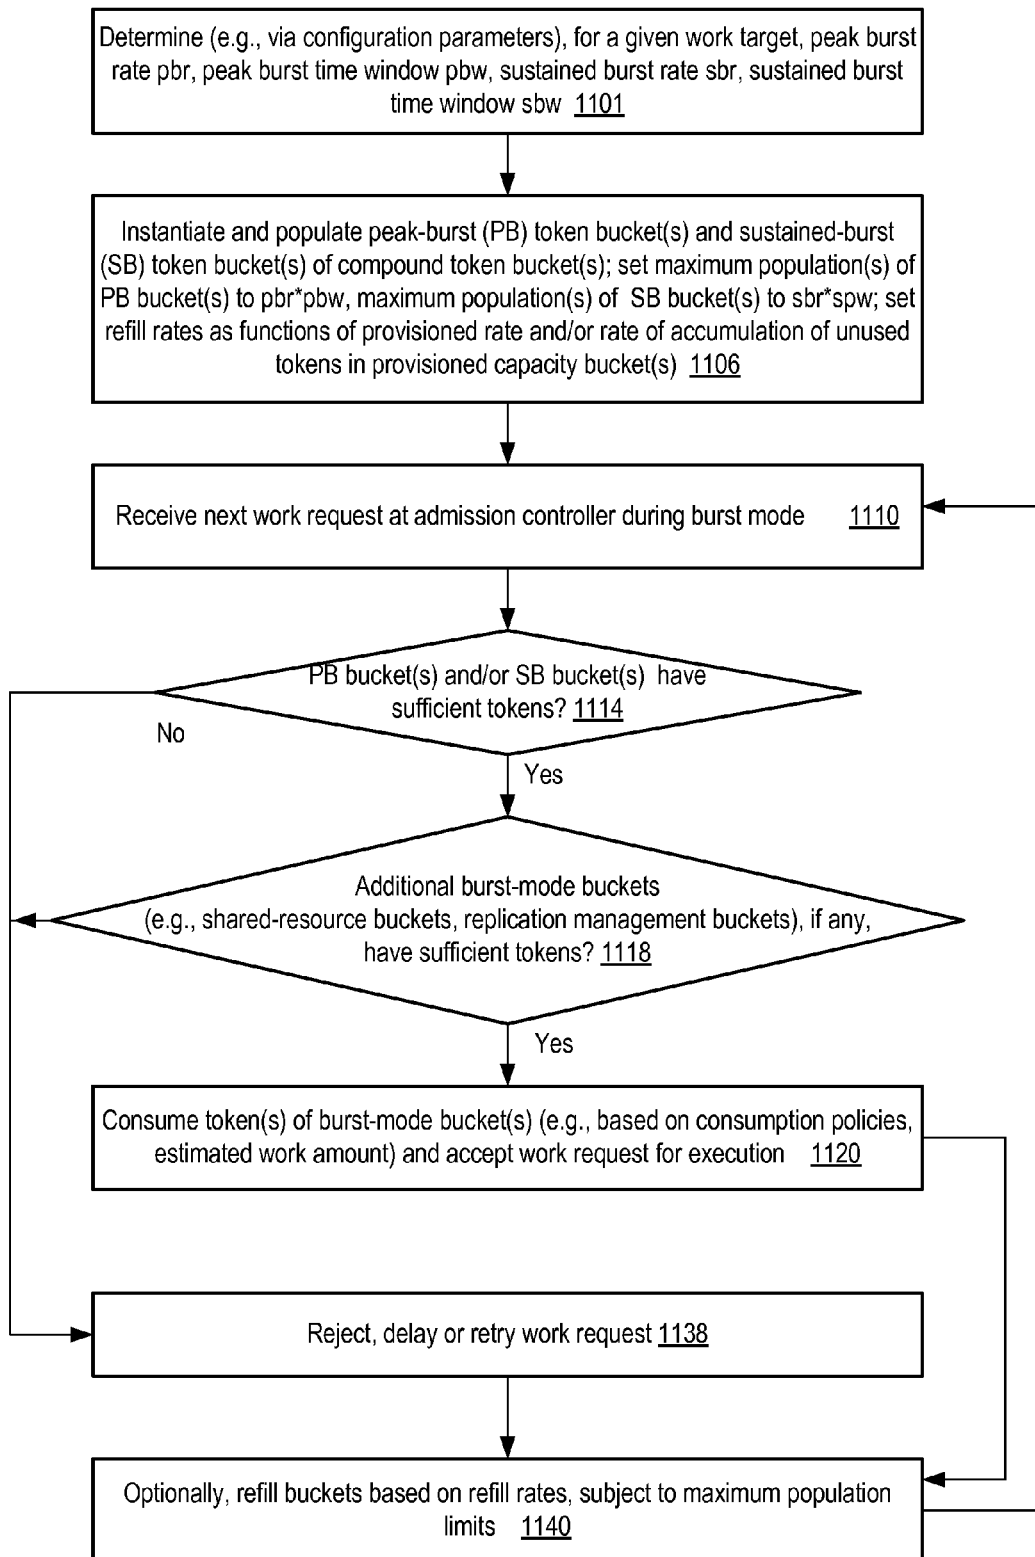 Determine (e.g., via configuration parameters), for a given work target, peak burst
rate pbr, peak burst time window pbw, sustained burst rate sbr, sustained burst
time window sbw 1101
Instantiate and populate peak-burst (PB) token bucket(s) and sustained-burst
(SB) token bucket(s) of compound token bucket(s); set maximum population(s) of
PB bucket(s) to pbr*pbw, maximum population(s) of SB bucket(s) to sbr*spw; set
refill rates as functions of provisioned rate and/or rate of accumulation of unused
tokens in provisioned capacity bucket(s) 1106
Receive next work request at admission controller during burst mode 1110
PB bucket(s) and/or SB bucket(s) have
sufficient tokens? 1114
No
Yes
Additional burst-mode buckets
(e.g., shared-resource buckets, replication management buckets), if any,
have sufficient tokens? 1118
Yes
Consume token(s) of burst-mode bucket(s) (e.g., based on consumption policies,
estimated work amount) and accept work request for execution 1120
Reject, delay or retry work request 1138
Optionally, refill buckets based on refill rates, subject to maximum population
limits 1140